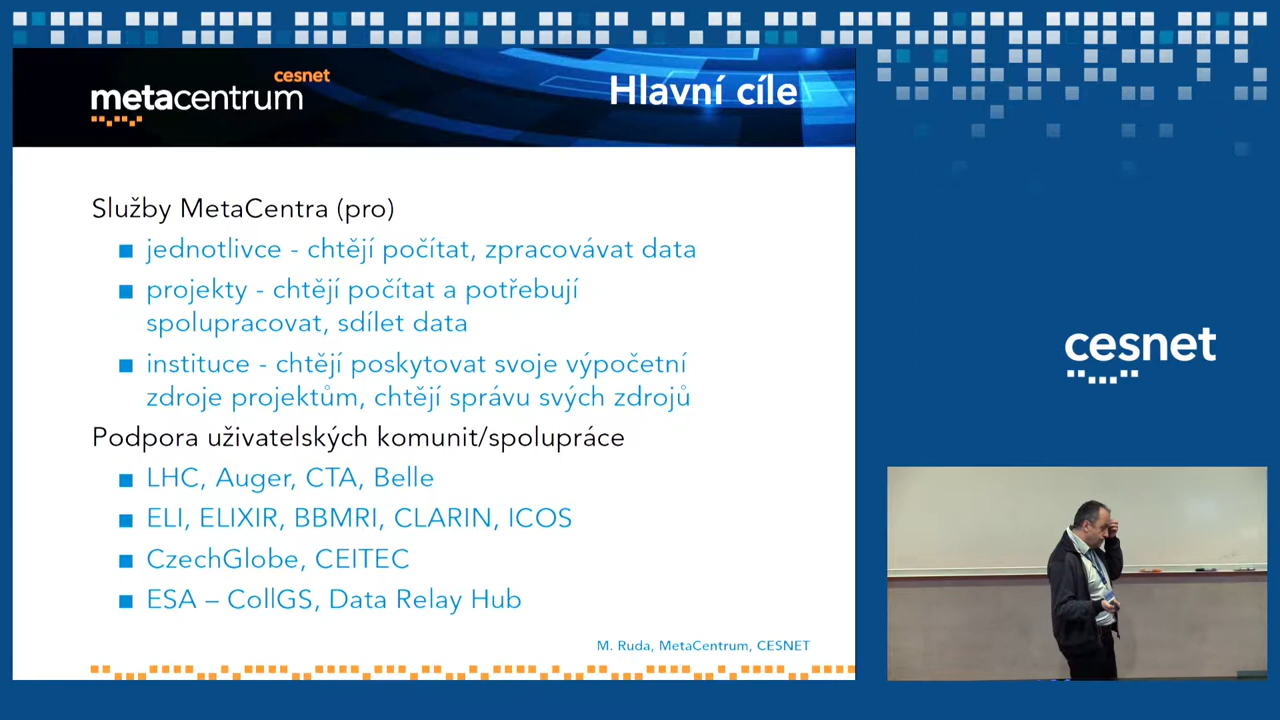 cesnet
metacentrum
Hlavní cíle
Služby MetaCentra (pro)
jednotlivce - chtějí počítat, zpracovávat data
projekty - chtějí počítat a potřebují
spolupracovat, sdílet data
instituce - chtějí poskytovat svoje výpočetní
zdroje projektům, chtějí správu svých zdrojů
Podpora uživatelských komunit/spolupráce
LHC, Auger, CTA, Belle
ELI, ELIXIR, BBMRI, CLARIN, ICOS
CzechGlobe, CEITEC
ESA – CollGS, Data Relay Hub
M. Ruda, MetaCentrum, CESNET
cesnet